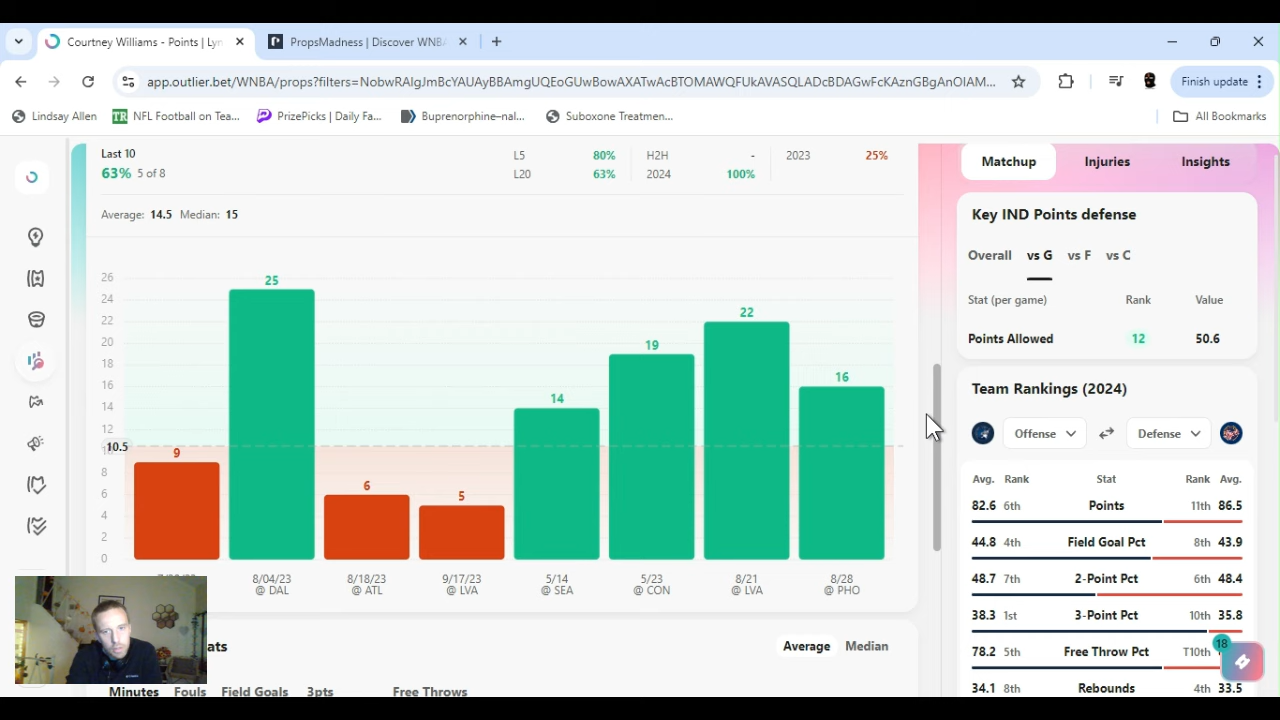 Courtney Williams - Points | Lyn
PropsMadness | Discover WNBA
app.outlier.bet/WNBA/props?filters=NobwRAlgJmBcYAUAyBBAmgUQEoGUwBowAXATwAcBTOMAWQFUkAVASQLADcBDAGwFcKAznGBgAnOIAM...
Finish update
Lindsay Allen
NFL Football on Tea...
PrizePicks | Daily Fa...
Buprenorphine–nal...
Suboxone Treatmen...
All Bookmarks
Last 10
63% 5 of 8
L5 80% H2H - 2023 25%
L20 63% 2024 100%
Average: 14.5 Median: 15
26
24
22
20
18
16
14
12
10.5
8
6
4
2
0
9
25
6
5
14
19
22
16
8/04/23
@ DAL
8/18/23
@ ATL
9/17/23
@ LVA
5/14
@ SEA
5/23
@ CON
8/21
@ LVA
8/28
@ PHO
Average Median
Minutes Fouls Field Goals 3pts Free Throws
Matchup Injuries Insights
Key IND Points defense
Overall vs G vs F vs C
Stat (per game) Rank Value
Points Allowed 12 50.6
Team Rankings (2024)
Offense Defense
Avg. Rank Stat Rank Avg.
82.6 6th Points 11th 86.5
44.8 4th Field Goal Pct 8th 43.9
48.7 7th 2-Point Pct 6th 48.4
38.3 1st 3-Point Pct 10th 35.8
78.2 5th Free Throw Pct T10th
18
34.1 8th Rebounds 4th 33.5